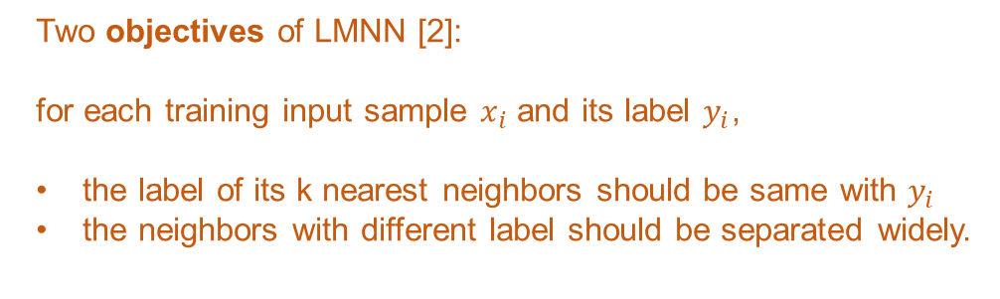 Two objectives of LMNN [2]:
for each training input sample $x_i$ and its label $y_i$,
• the label of its k nearest neighbors should be same with $y_i$
• the neighbors with different label should be separated widely.